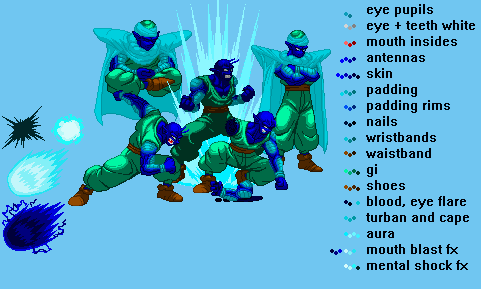 eye pupils
eye + teeth white
mouth insides
antennas
skin
padding
padding rims
nails
wristbands
waistband
gi
shoes
blood, eye flare
turban and cape
aura
mouth blast fx
mental shock fx